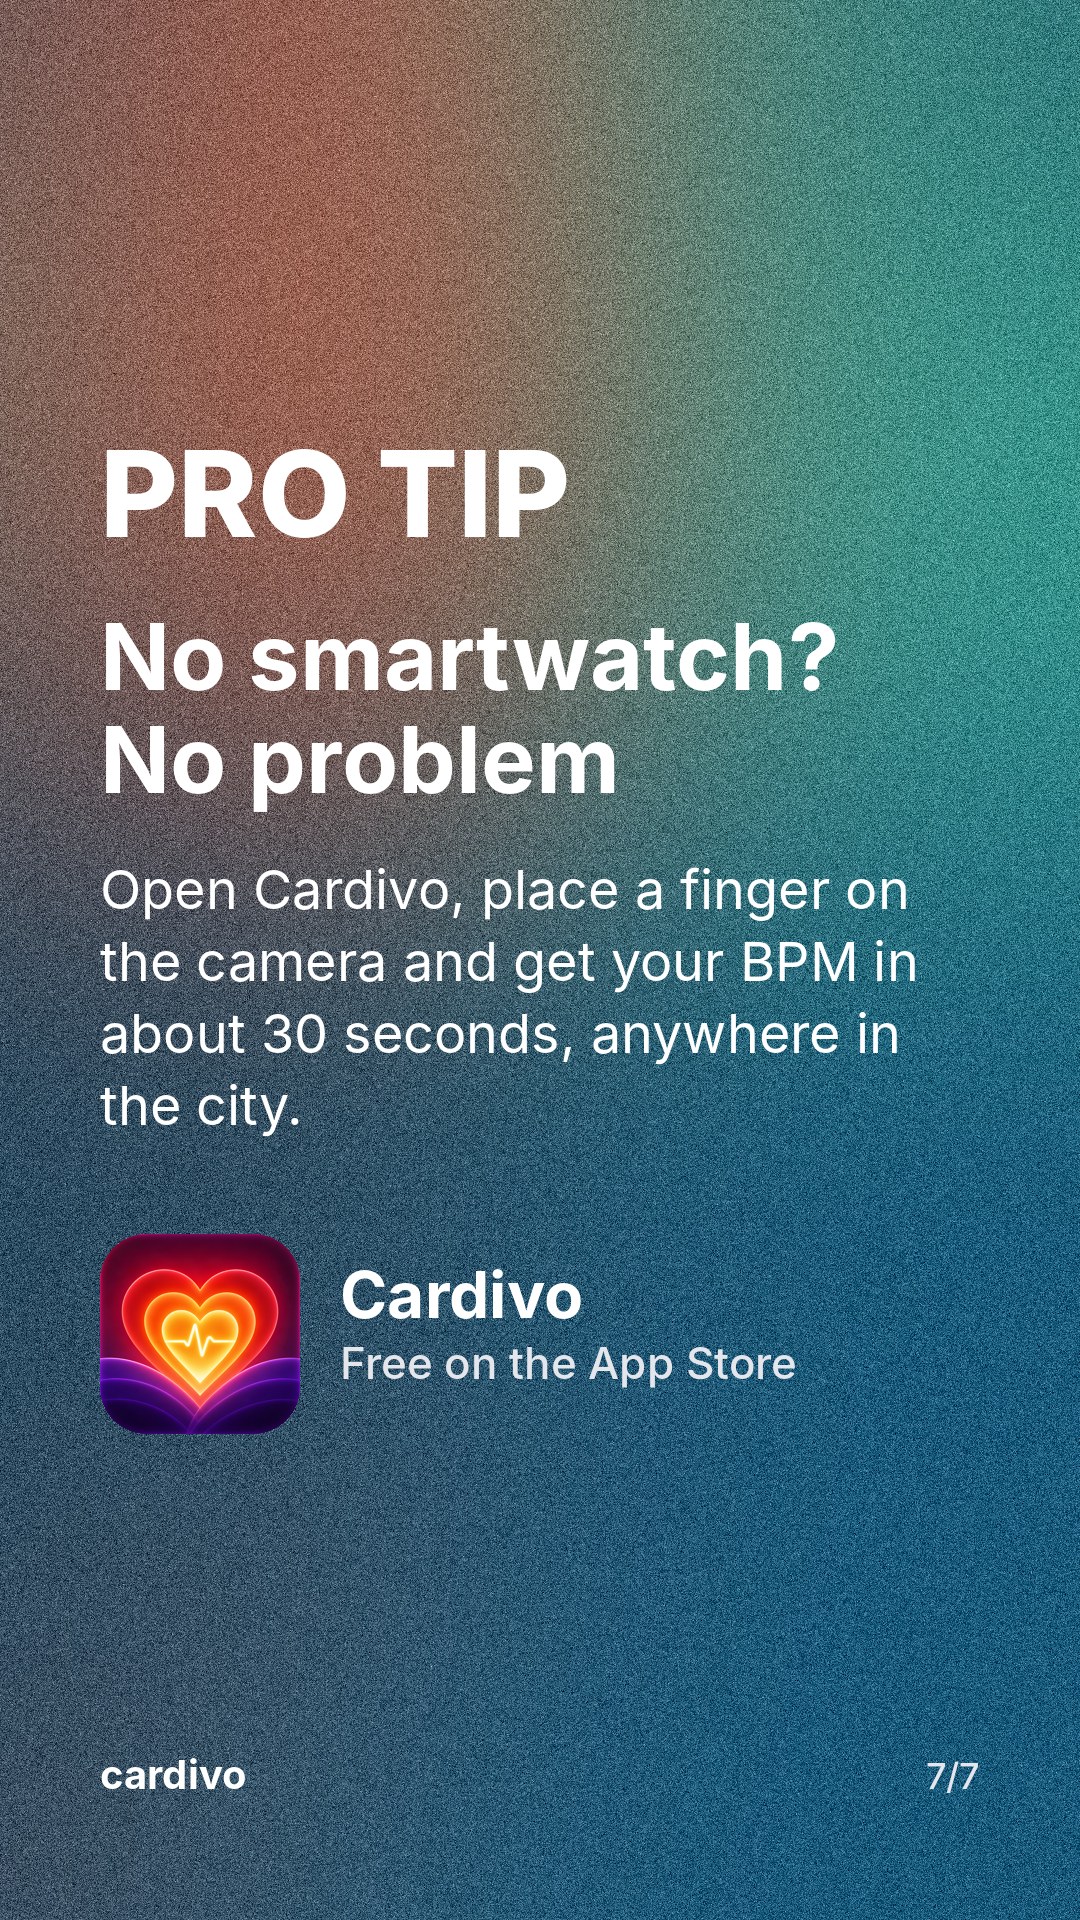 PRO TIP
No smartwatch?
No problem
Open Cardivo, place a finger on
the camera and get your BPM in
about 30 seconds, anywhere in
the city.
Cardivo
Free on the App Store
cardivo
7/7